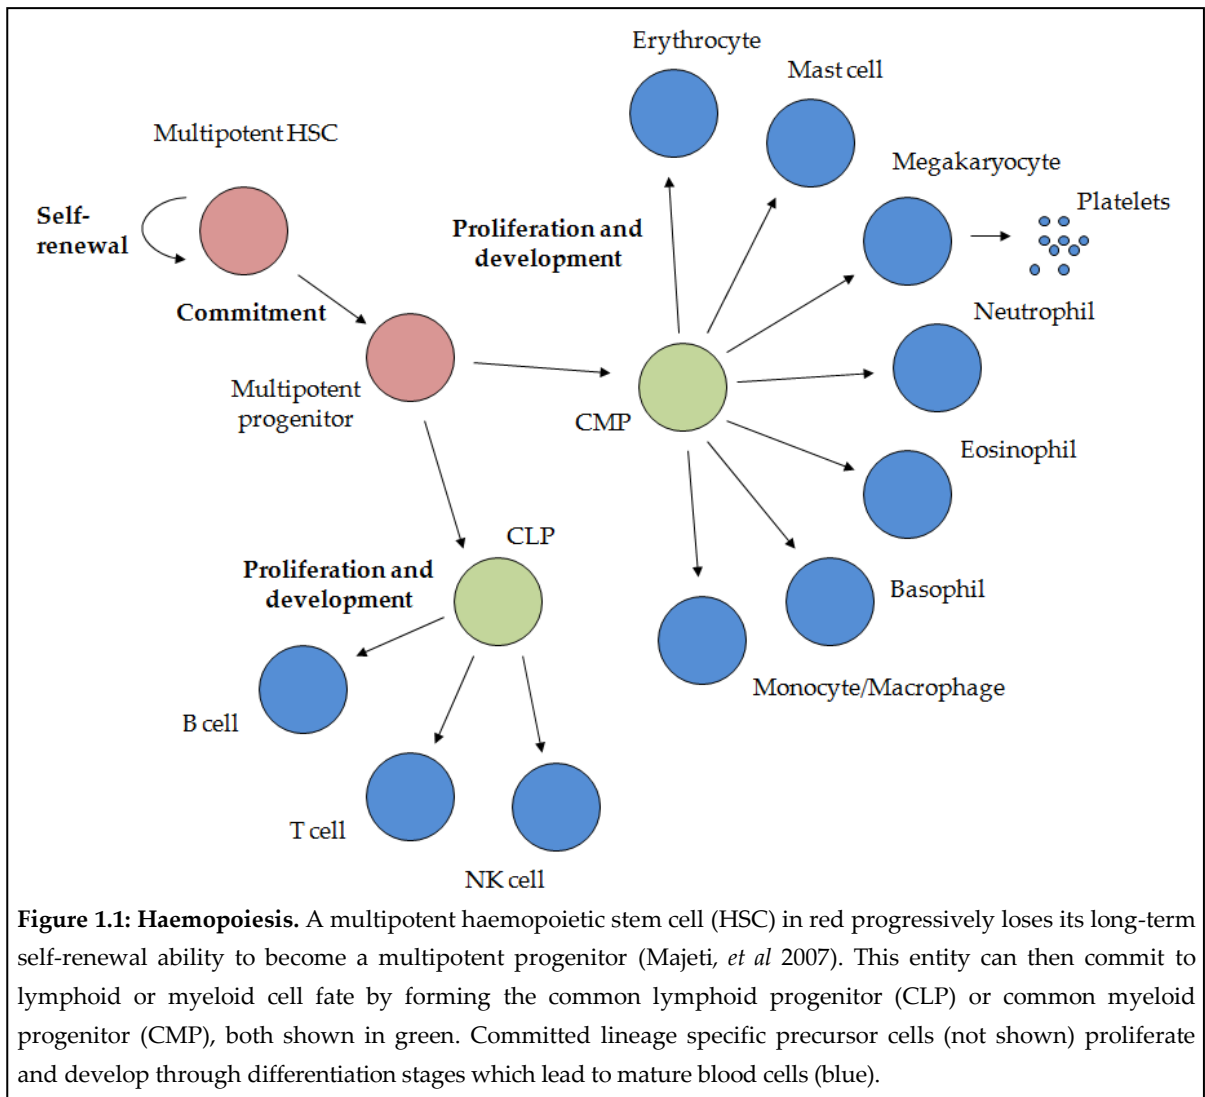 Erythrocyte
Mast cell
Multipotent HSC
Megakaryocyte
Platelets
Self-
renewal
Proliferation and
development
Commitment
Neutrophil
Multipotent
progenitor
CMP
Eosinophil
CLP
Proliferation and
development
Basophil
Monocyte/Macrophage
B cell
T cell
NK cell
Figure 1.1: Haemopoiesis. A multipotent haemopoietic stem cell (HSC) in red progressively loses its long-term
self-renewal ability to become a multipotent progenitor (Majeti, et al 2007). This entity can then commit to
lymphoid or myeloid cell fate by forming the common lymphoid progenitor (CLP) or common myeloid
progenitor (CMP), both shown in green. Committed lineage specific precursor cells (not shown) proliferate
and develop through differentiation stages which lead to mature blood cells (blue).